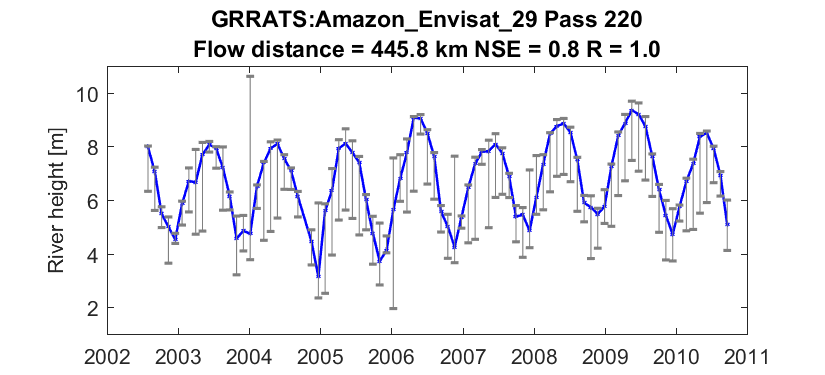 GRRATS:Amazon_Envisat_29 Pass 220
Flow distance = 445.8 km NSE = 0.8 R = 1.0
River height [m]
10
8
6
4
2
2002 2003 2004 2005 2006 2007 2008 2009 2010 2011